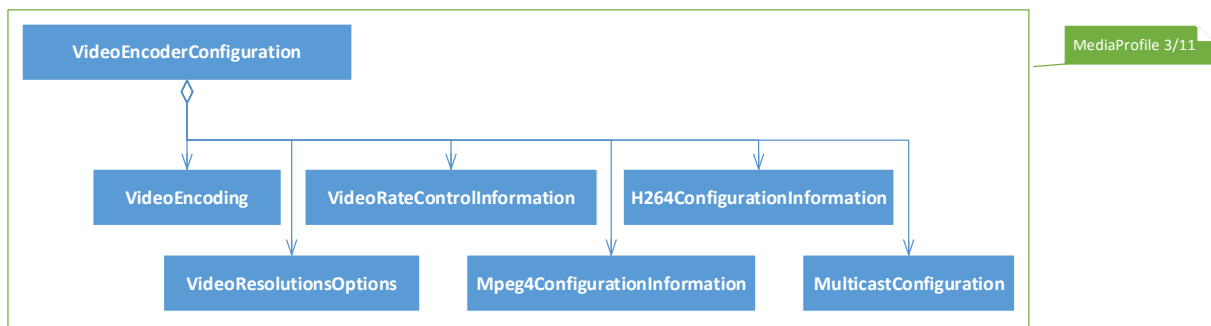 VideoEncoderConfiguration
MediaProfile 3/11
VideoEncoding
VideoRateControlInformation
H264ConfigurationInformation
VideoResolutionsOptions
Mpeg4ConfigurationInformation
MulticastConfiguration